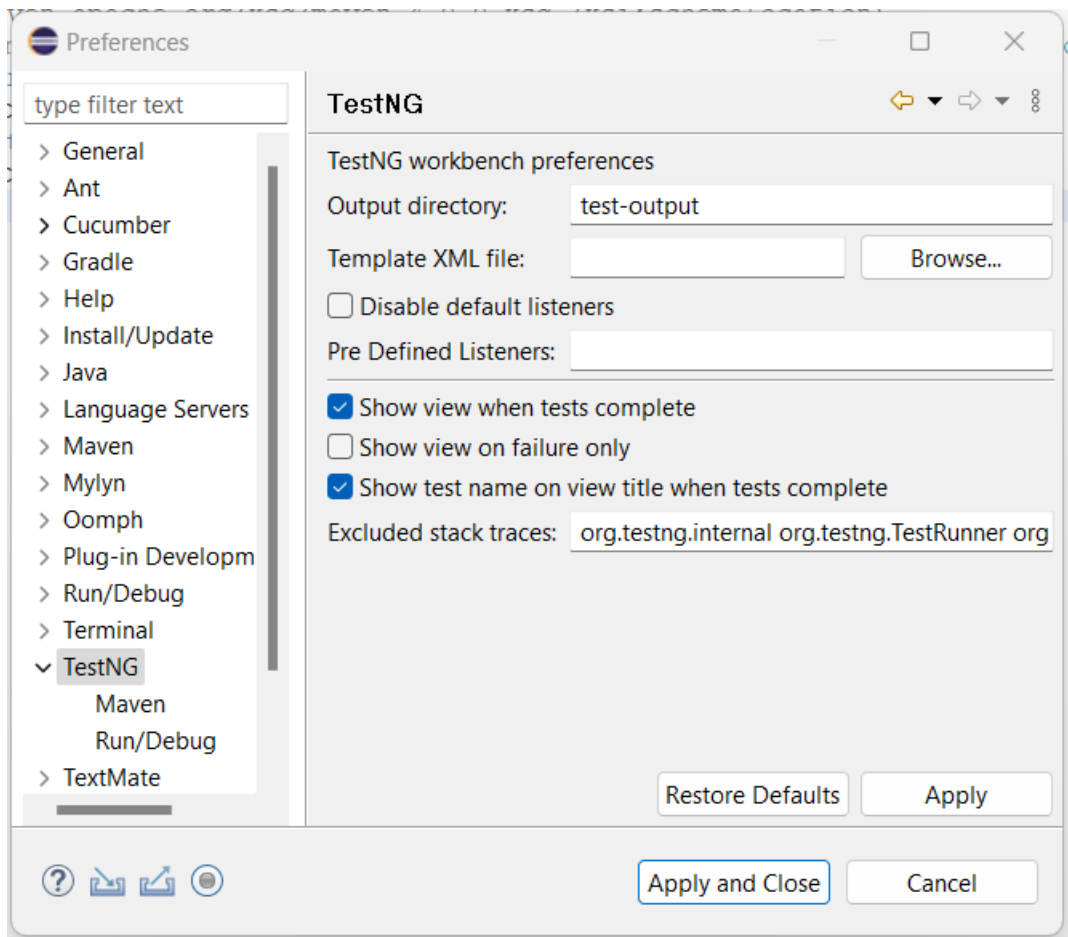 Preferences
type filter text
General
Ant
Cucumber
Gradle
Help
Install/Update
Java
Language Servers
Maven
Mylyn
Oomph
Plug-in Developm
Run/Debug
Terminal
TestNG
Maven
Run/Debug
TextMate
TestNG
TestNG workbench preferences
Output directory: test-output
Template XML file: Browse...
Disable default listeners
Pre Defined Listeners:
Show view when tests complete
Show view on failure only
Show test name on view title when tests complete
Excluded stack traces: org.testng.internal org.testng.TestRunner org
Restore Defaults Apply
Apply and Close Cancel